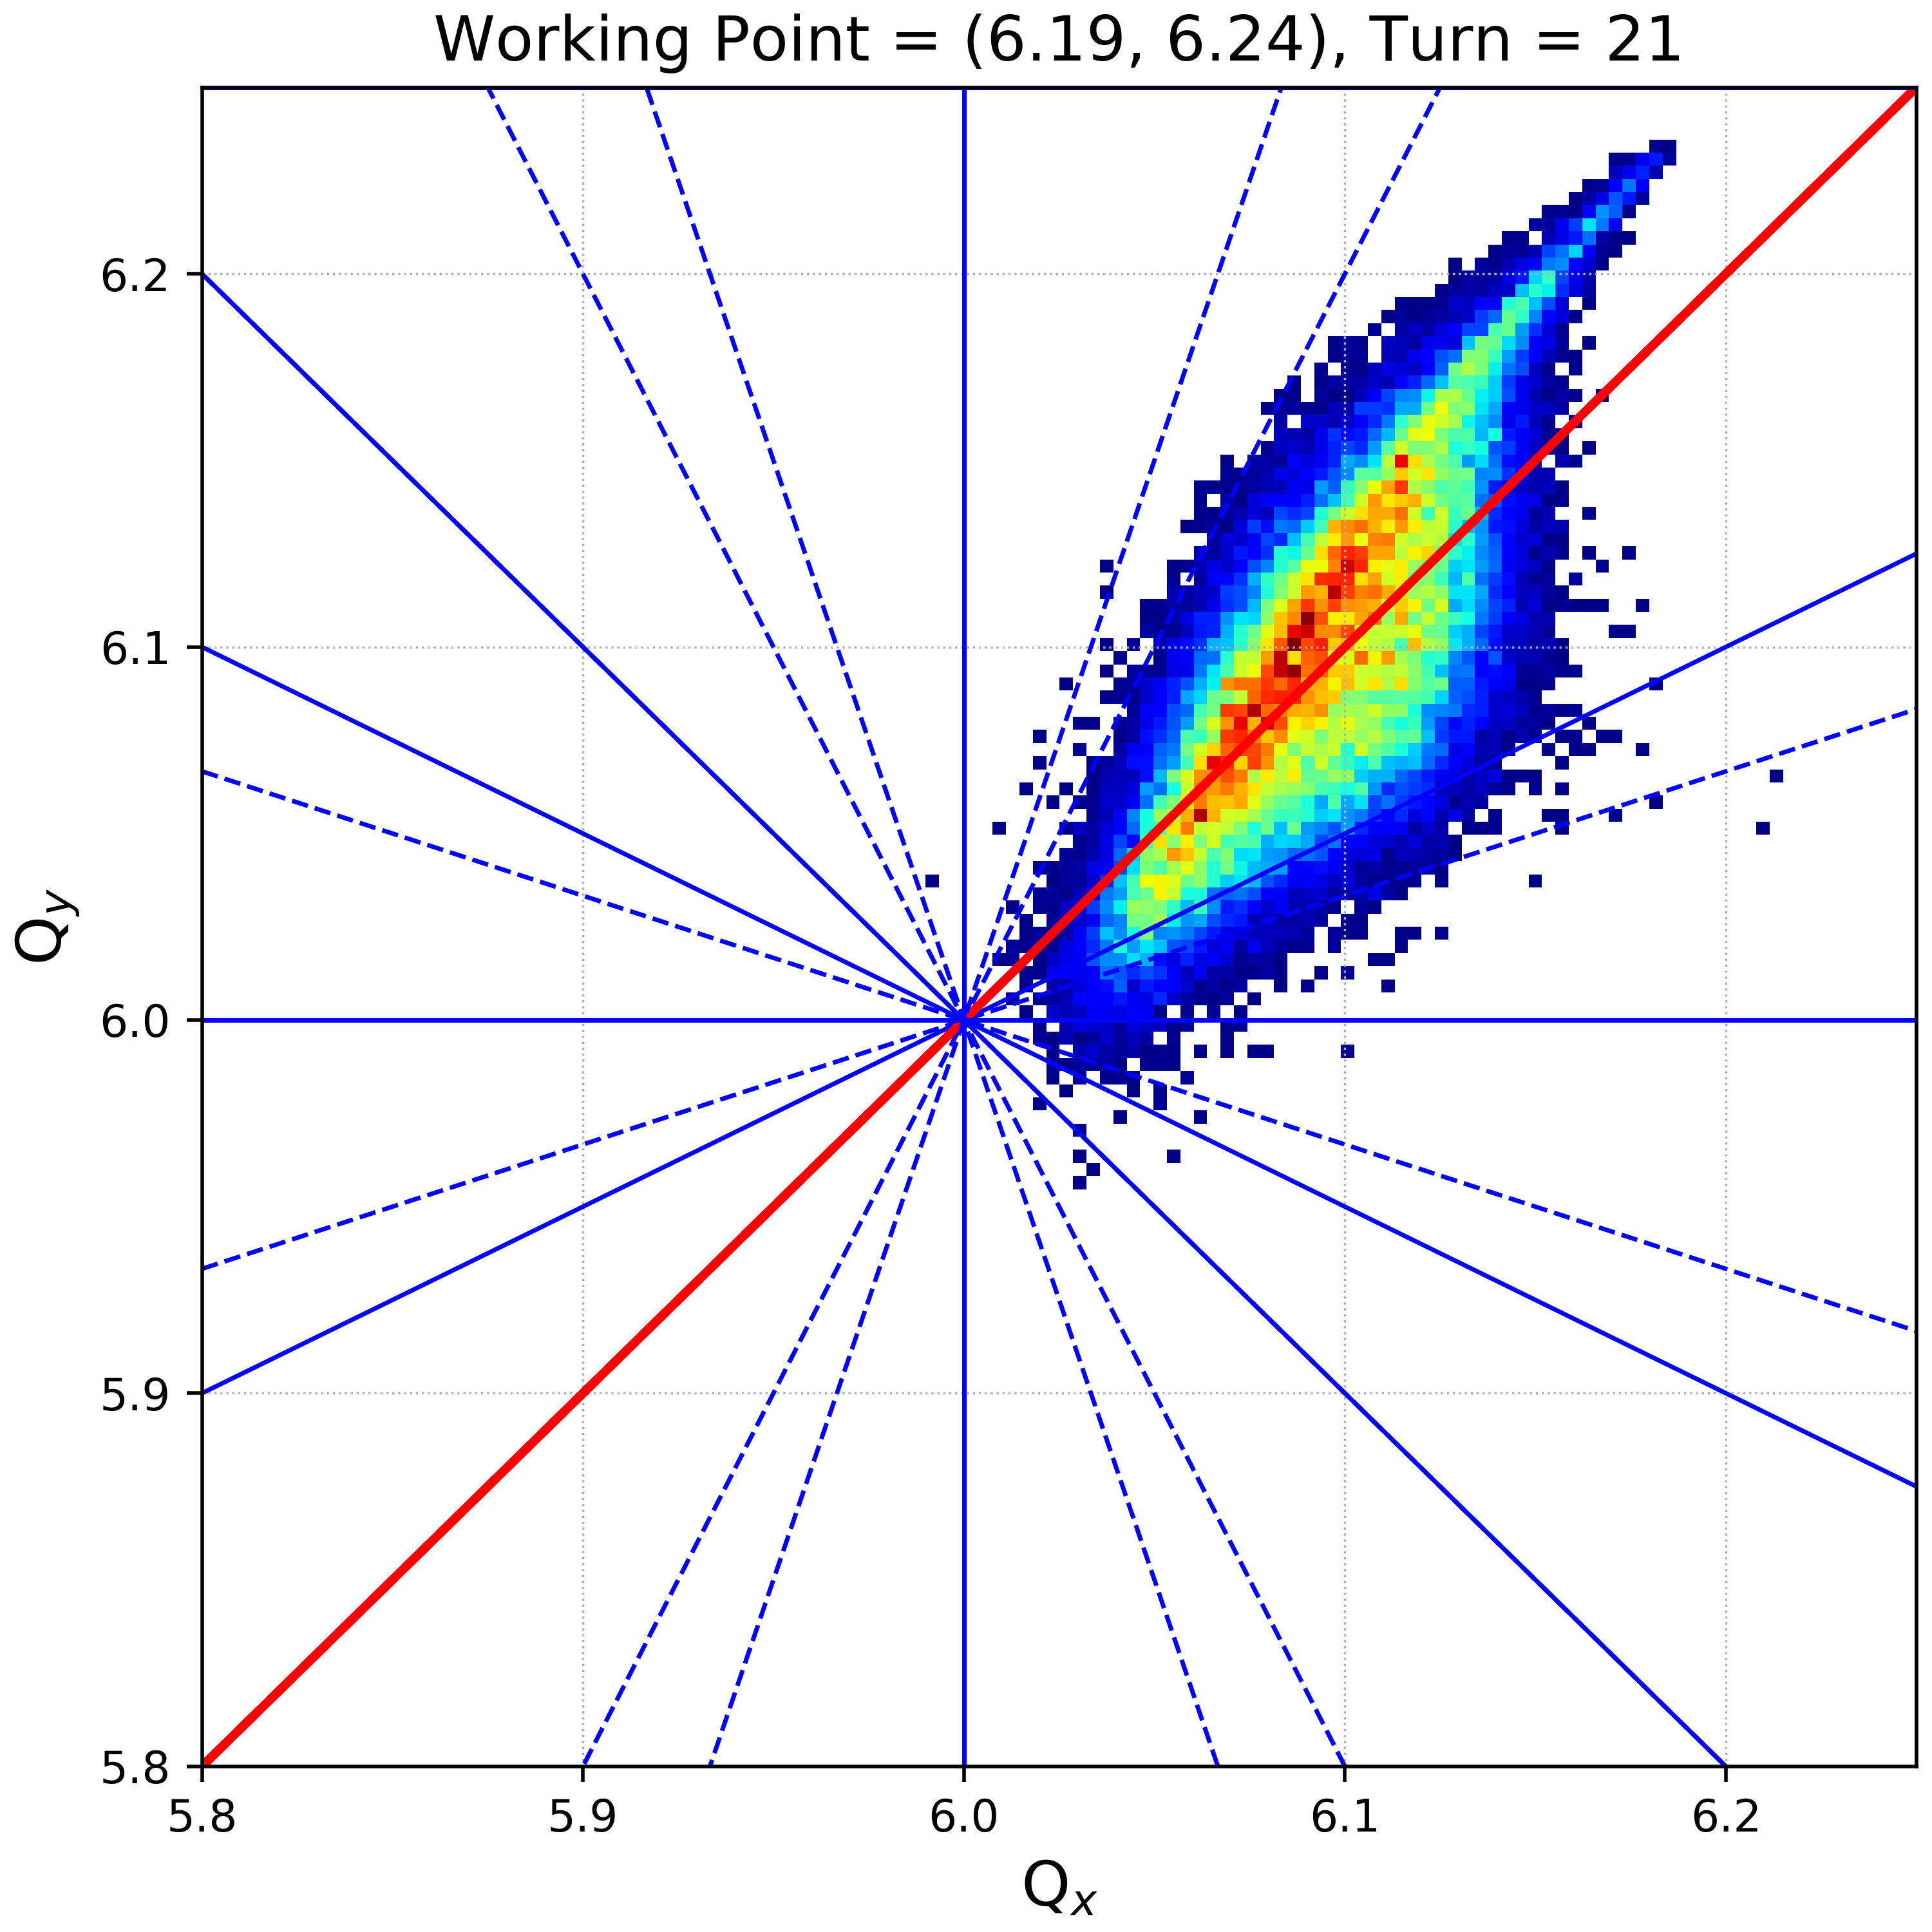 Working Point = (6.19, 6.24), Turn = 21
6.2
6.1
6.0
5.9
5.8
Qy
5.8 5.9 6.0 6.1 6.2
Qx